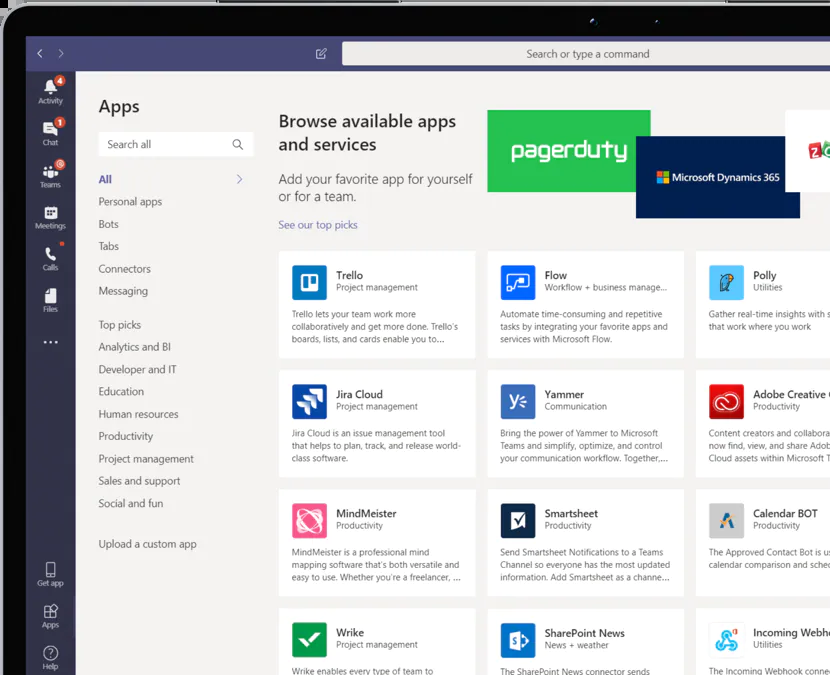 Search or type a command
4
Activity
1
Chat
Teams
Meetings
Calls
Files
Get app
Apps
Help
Apps
Search all
All
Personal apps
Bots
Tabs
Connectors
Messaging
Top picks
Analytics and BI
Developer and IT
Education
Human resources
Productivity
Project management
Sales and support
Social and fun
Upload a custom app
Browse available apps
and services
Add your favorite app for yourself
or for a team.
See our top picks
pagerduty
Microsoft Dynamics 365
Trello
Project management
Trello lets your team work more
collaboratively and get more done. Trello's
boards, lists, and cards enable you to...
Flow
Workflow + business manage...
Automate time-consuming and repetitive
tasks by integrating your favorite apps and
services with Microsoft Flow.
Polly
Utilities
Gather real-time insights with
that work where you work
Jira Cloud
Project management
Jira Cloud is an issue management tool
that helps to plan, track, and release world-
class software.
Yammer
Communication
Bring the power of Yammer to Microsoft
Teams and simplify, optimize, and control
your communication workflow. Together,...
Adobe Creative
Productivity
Content creators and
now find, view, and share
Cloud assets within Microsoft
MindMeister
Productivity
MindMeister is a professional mind
mapping software that's both versatile and
easy to use. Whether you're a freelancer, ...
Smartsheet
Productivity
Send Smartsheet Notifications to a Teams
Channel so everyone has the most updated
information. Add Smartsheet as a channe...
Calendar BOT
Productivity
The Approved Contact Bot is
calendar comparison and
Wrike
Project management
Wrike enables every type of team to
SharePoint News
News + weather
The SharePoint News connector sends
Incoming
Utilities
The Incoming Webhook